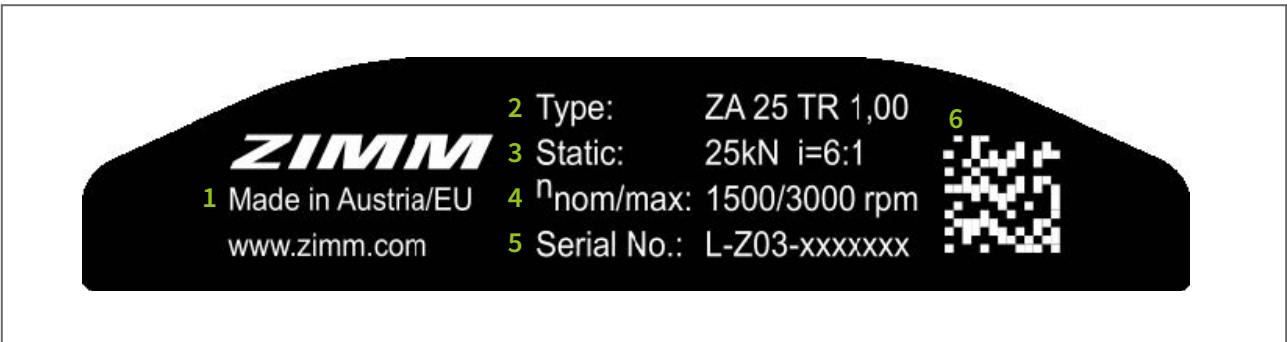 ZIMM
1 Made in Austria/EU
www.zimm.com
2 Type: ZA 25 TR 1,00
3 Static: 25kN i=6:1
4 nnom/max: 1500/3000 rpm
5 Serial No.: L-Z03-xxxxxxx
6